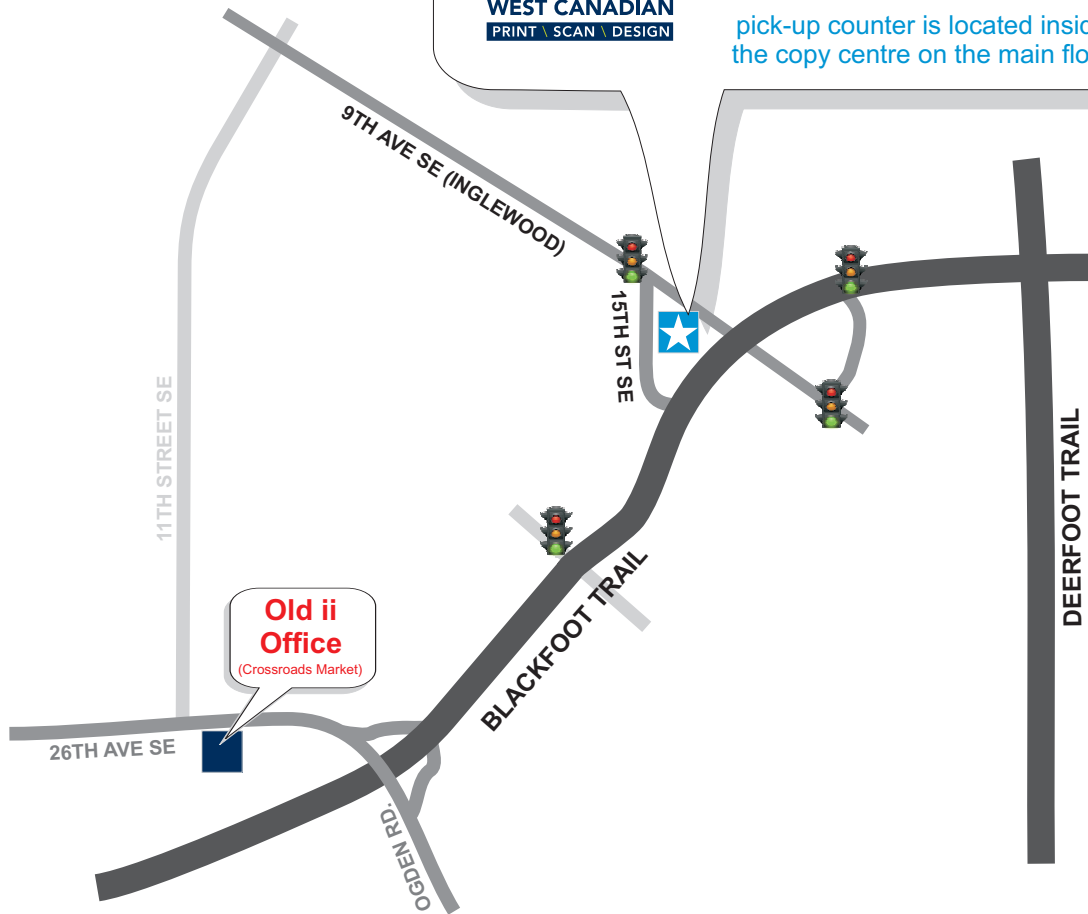 WEST CANADIAN
PRINT \ SCAN \ DESIGN
pick-up counter is located
the copy centre on the main
9TH AVE SE (INGLEWOOD)
15TH ST SE
11TH STREET SE
DEERFOOT TRAIL
BLACKFOOT TRAIL
Old ii
Office
(Crossroads Market)
26TH AVE SE
OGDEN RD.